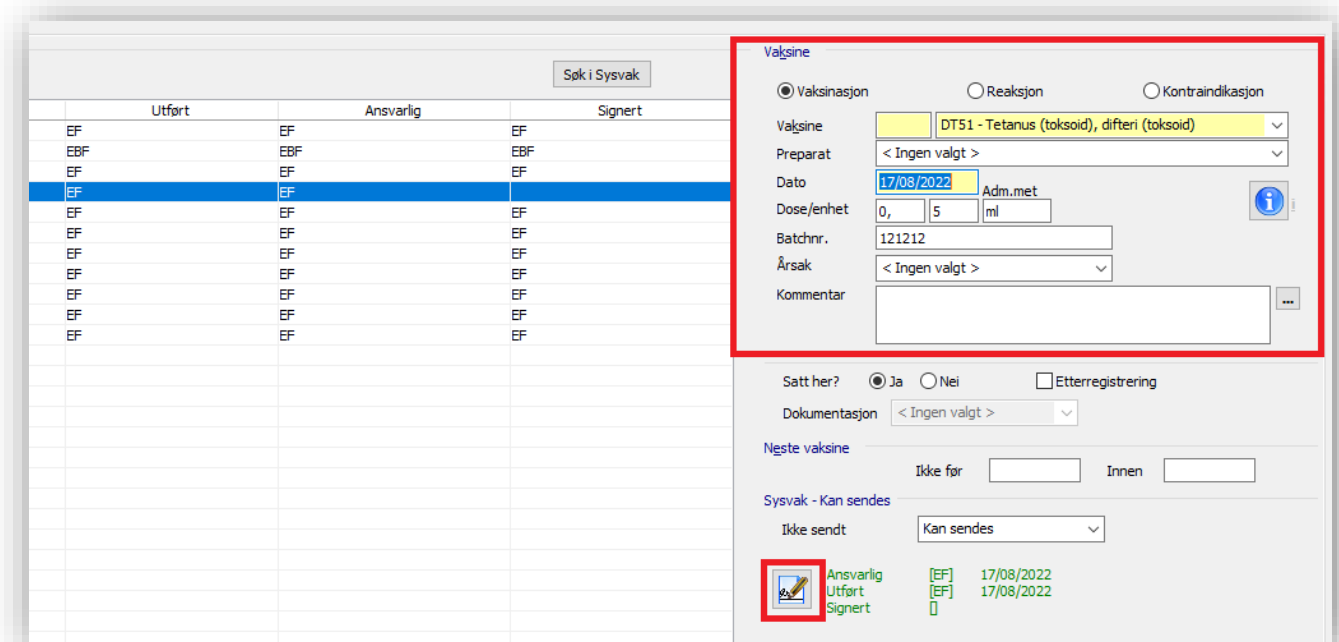 Søk i Sysvak
Utført Ansvarlig Signert
EF EF EF
EBF EBF EBF
EF EF EF
EF EF
EF EF EF
EF EF EF
EF EF EF
EF EF EF
EF EF EF
EF EF EF
EF EF EF
Vaksine
Vaksinasjon Reaksjon Kontraindikasjon
Vaksine DT51 - Tetanus (toksoid), difteri (toksoid)
Preparat < Ingen valgt >
Dato 17/08/2022 Adm.met
Dose/enhet 0, 5 ml
Batchnr. 121212
Årsak < Ingen valgt >
Kommentar ...
Satt her? Ja Nei Etterregistrering
Dokumentasjon < Ingen valgt >
Neste vaksine
Ikke før Innen
Sysvak - Kan sendes
Ikke sendt Kan sendes
Ansvarlig [EF] 17/08/2022
Utført [EF] 17/08/2022
Signert []